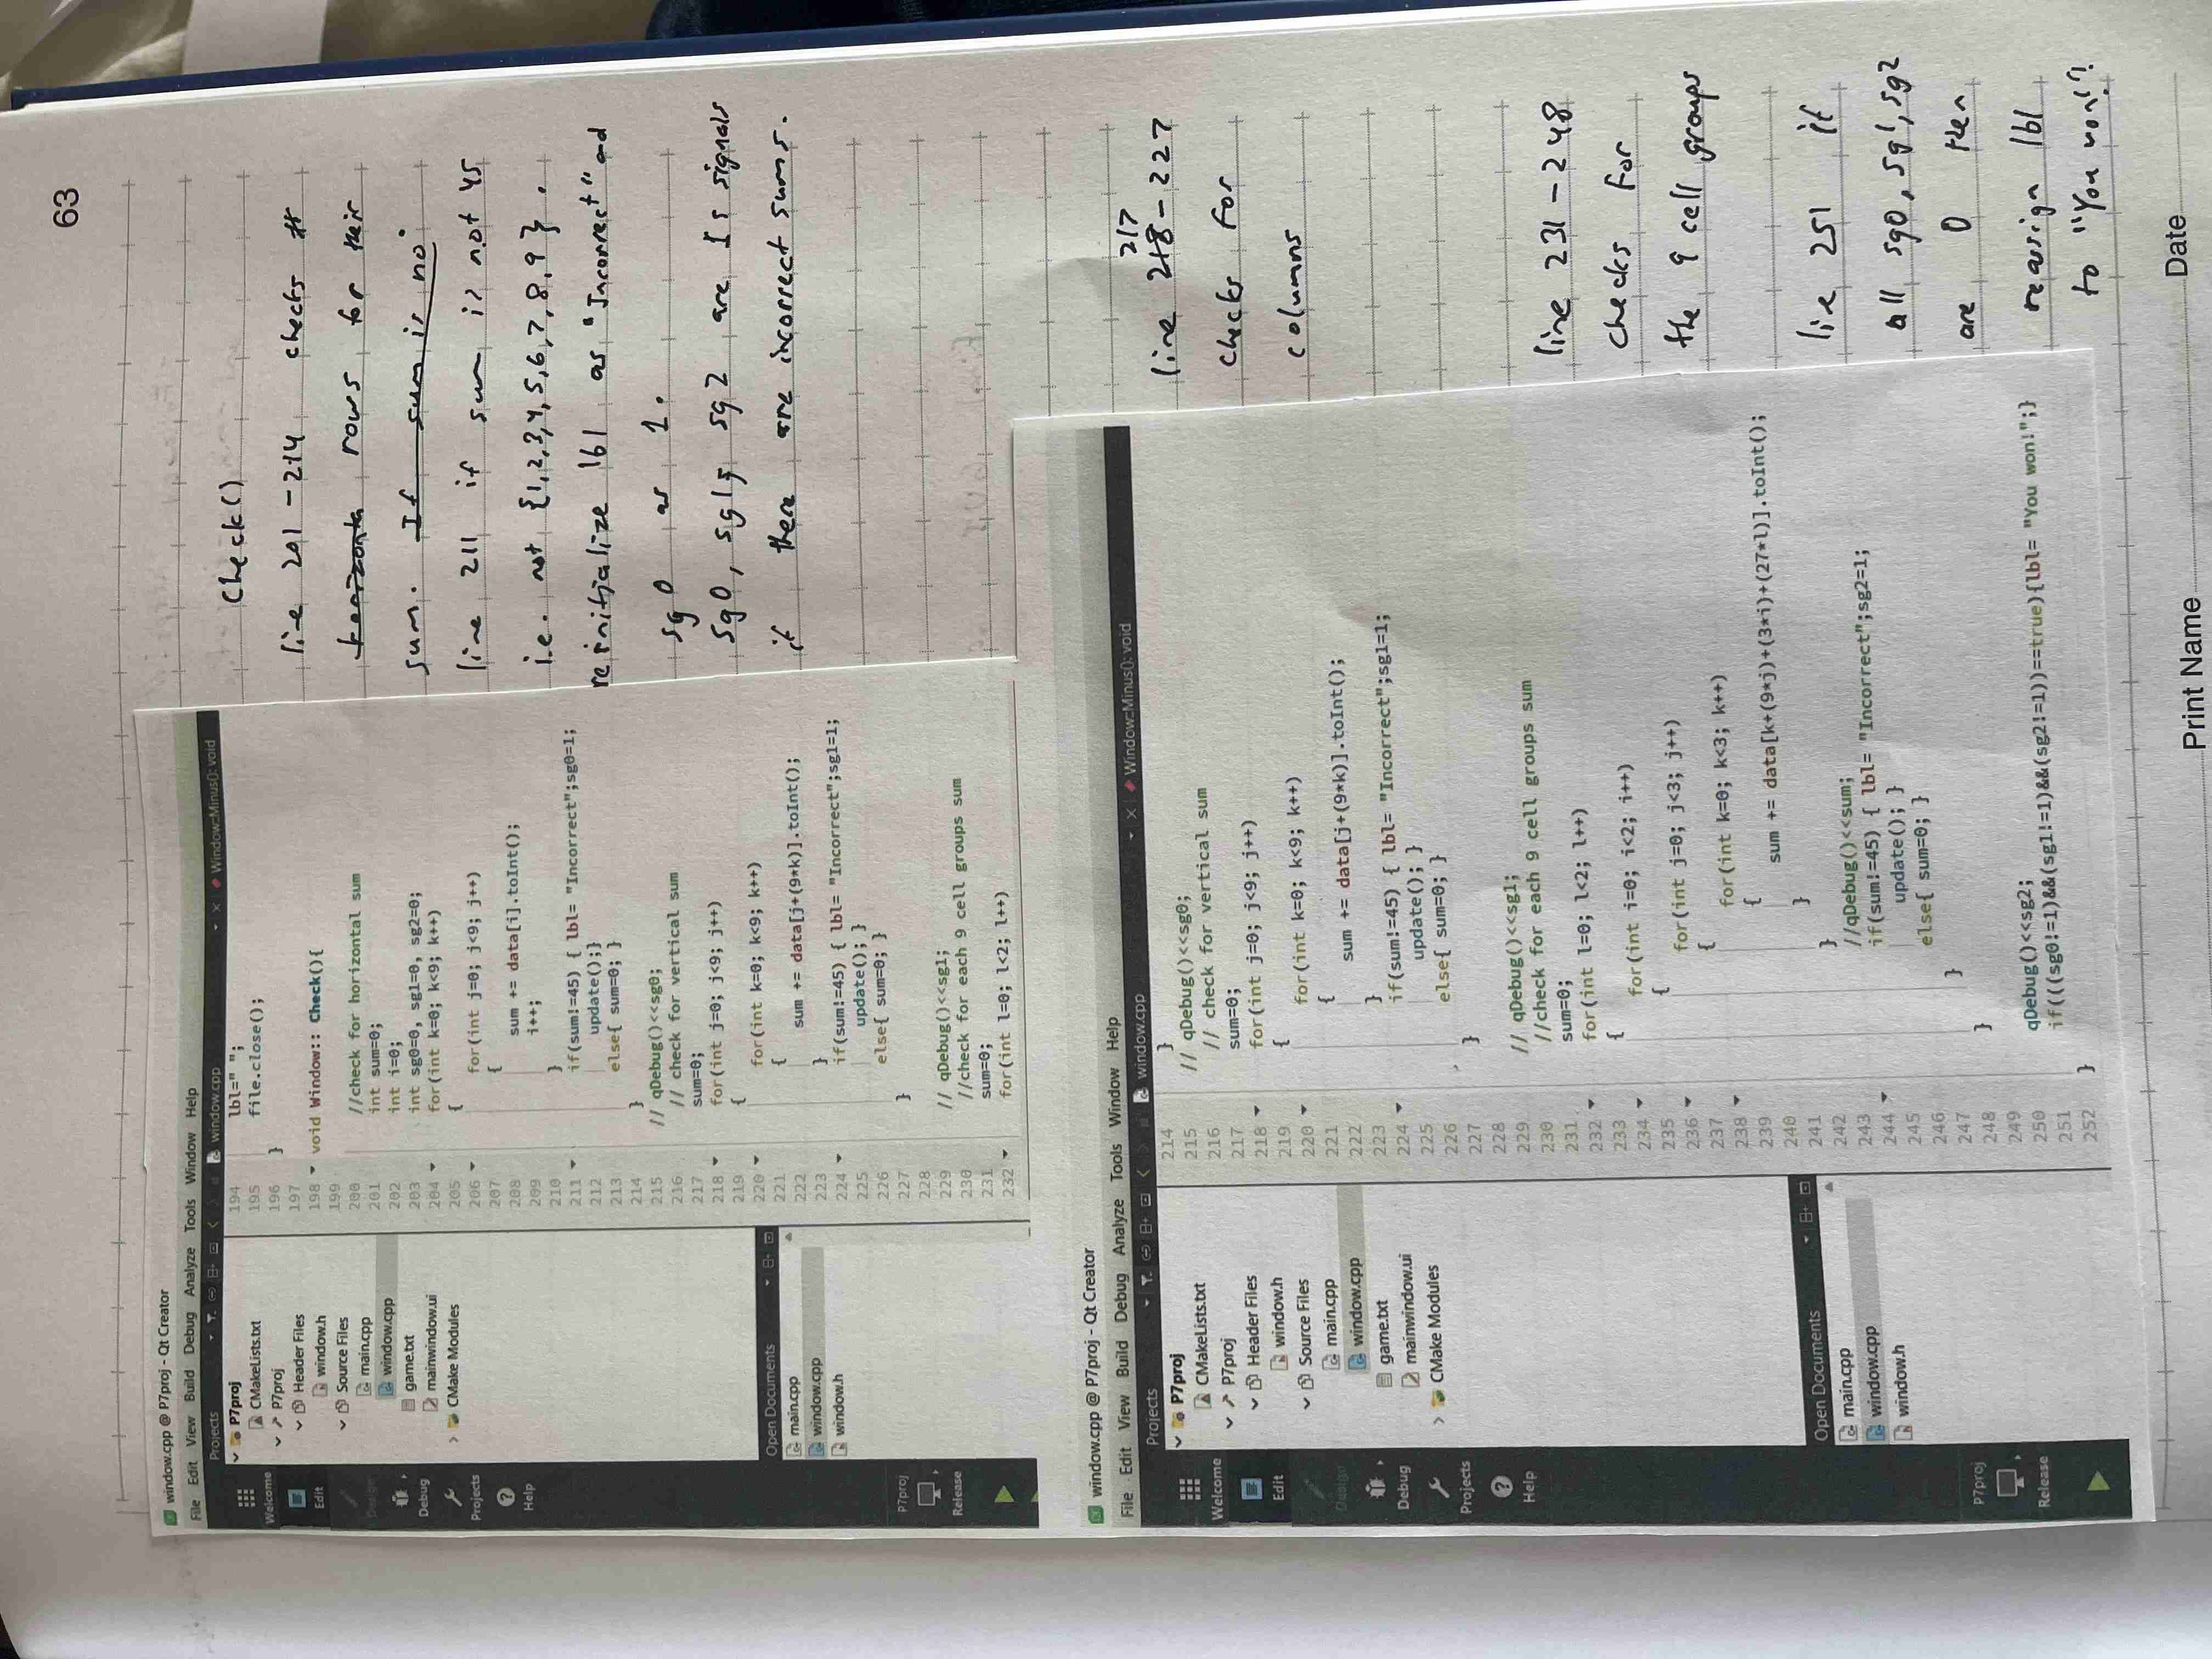 63
window.cpp @ P7proj - Qt Creator
File Edit View Build Debug Analyze Tools Window Help
Projects window.cpp Window::Minus(): void
Welcome
Edit
Design
Debug
Projects
Help
P7proj
Release
P7proj
CMakeLists.txt
P7proj
Header Files
window.h
Source Files
main.cpp
window.cpp
game.txt
mainwindow.ui
CMake Modules
Open Documents
main.cpp
window.cpp
window.h
194 lbl=" ";
195 file.close();
196 }
197
198 void Window:: Check(){
199
200 //check for horizontal sum
201 int sum=0;
202 int i=0;
203 int sg0=0, sg1=0, sg2=0;
204 for(int k=0; k<9; k++)
205 {
206 for(int j=0; j<9; j++)
207 {
208 sum += data[i].toInt();
209 i++;
210 }
211 if(sum!=45) { lbl= "Incorrect";sg0=1;
212 update();}
213 else{ sum=0; }
214 }
215 // qDebug()<<sg0;
216 // check for vertical sum
217 sum=0;
218 for(int j=0; j<9; j++)
219 {
220 for(int k=0; k<9; k++)
221 {
222 sum += data[j+(9*k)].toInt();
223 }
224 if(sum!=45) { lbl= "Incorrect";sg1=1;
225 update(); }
226 else{ sum=0; }
227 }
228
229 // qDebug()<<sg1;
230 //check for each 9 cell groups sum
231 sum=0;
232 for(int l=0; l<2; l++)
Check()
line 201 - 214 checks
rows for their
sum. If sum is no
line 211 if sum is not 45
i.e. not {1,2,3,4,5,6,7,8,9} .
reinitialize lbl as "Incorrect" and
sg0 as 1.
sg0, sg1, sg2 are signals
if there are incorrect sums.
window.cpp @ P7proj - Qt Creator
File Edit View Build Debug Analyze Tools Window Help
Projects window.cpp Window::Minus(): void
Welcome
Edit
Design
Debug
Projects
Help
P7proj
Release
P7proj
CMakeLists.txt
P7proj
Header Files
window.h
Source Files
main.cpp
window.cpp
game.txt
mainwindow.ui
CMake Modules
Open Documents
main.cpp
window.cpp
window.h
214 }
215 // qDebug()<<sg0;
216 // check for vertical sum
217 sum=0;
218 for(int j=0; j<9; j++)
219 {
220 for(int k=0; k<9; k++)
221 {
222 sum += data[j+(9*k)].toInt();
223 }
224 if(sum!=45) { lbl= "Incorrect";sg1=1;
225 update(); }
226 else{ sum=0; }
227 }
228
229 // qDebug()<<sg1;
230 //check for each 9 cell groups sum
231 sum=0;
232 for(int l=0; l<2; l++)
233 {
234 for(int i=0; i<2; i++)
235 {
236 for(int j=0; j<3; j++)
237 {
238 for(int k=0; k<3; k++)
239 {
240 sum += data[k+(9*j)+(3*i)+(27*l)].toInt();
241 }
242 }
243 //qDebug()<<sum;
244 if(sum!=45) { lbl= "Incorrect";sg2=1;
245 update(); }
246 else{ sum=0; }
247 }
248 }
249
250 qDebug()<<sg2;
251 if(((sg0!=1)&&(sg1!=1)&&(sg2!=1))==true){lbl= "You won!";}
252 }
217
line 218 - 227
checks for
columns
line 231 - 248
checks for
the 9 cell groups
line 251 if
all sg0, sg1, sg2
are 0 then
reassign lbl
to "You won!"
Print Name Date